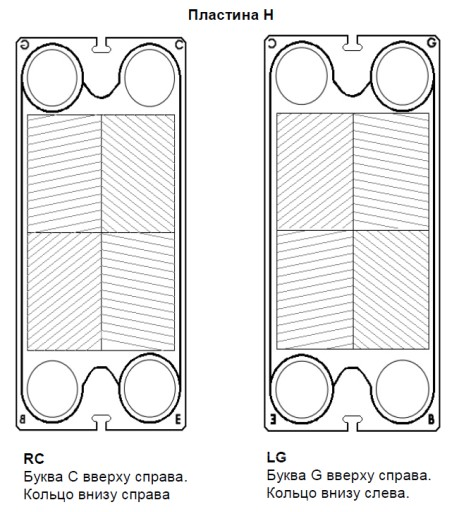 Пластина Н
G C
C G
B E
E B
RC
Буква С вверху справа.
Кольцо внизу справа
LG
Буква G вверху справа.
Кольцо внизу слева.